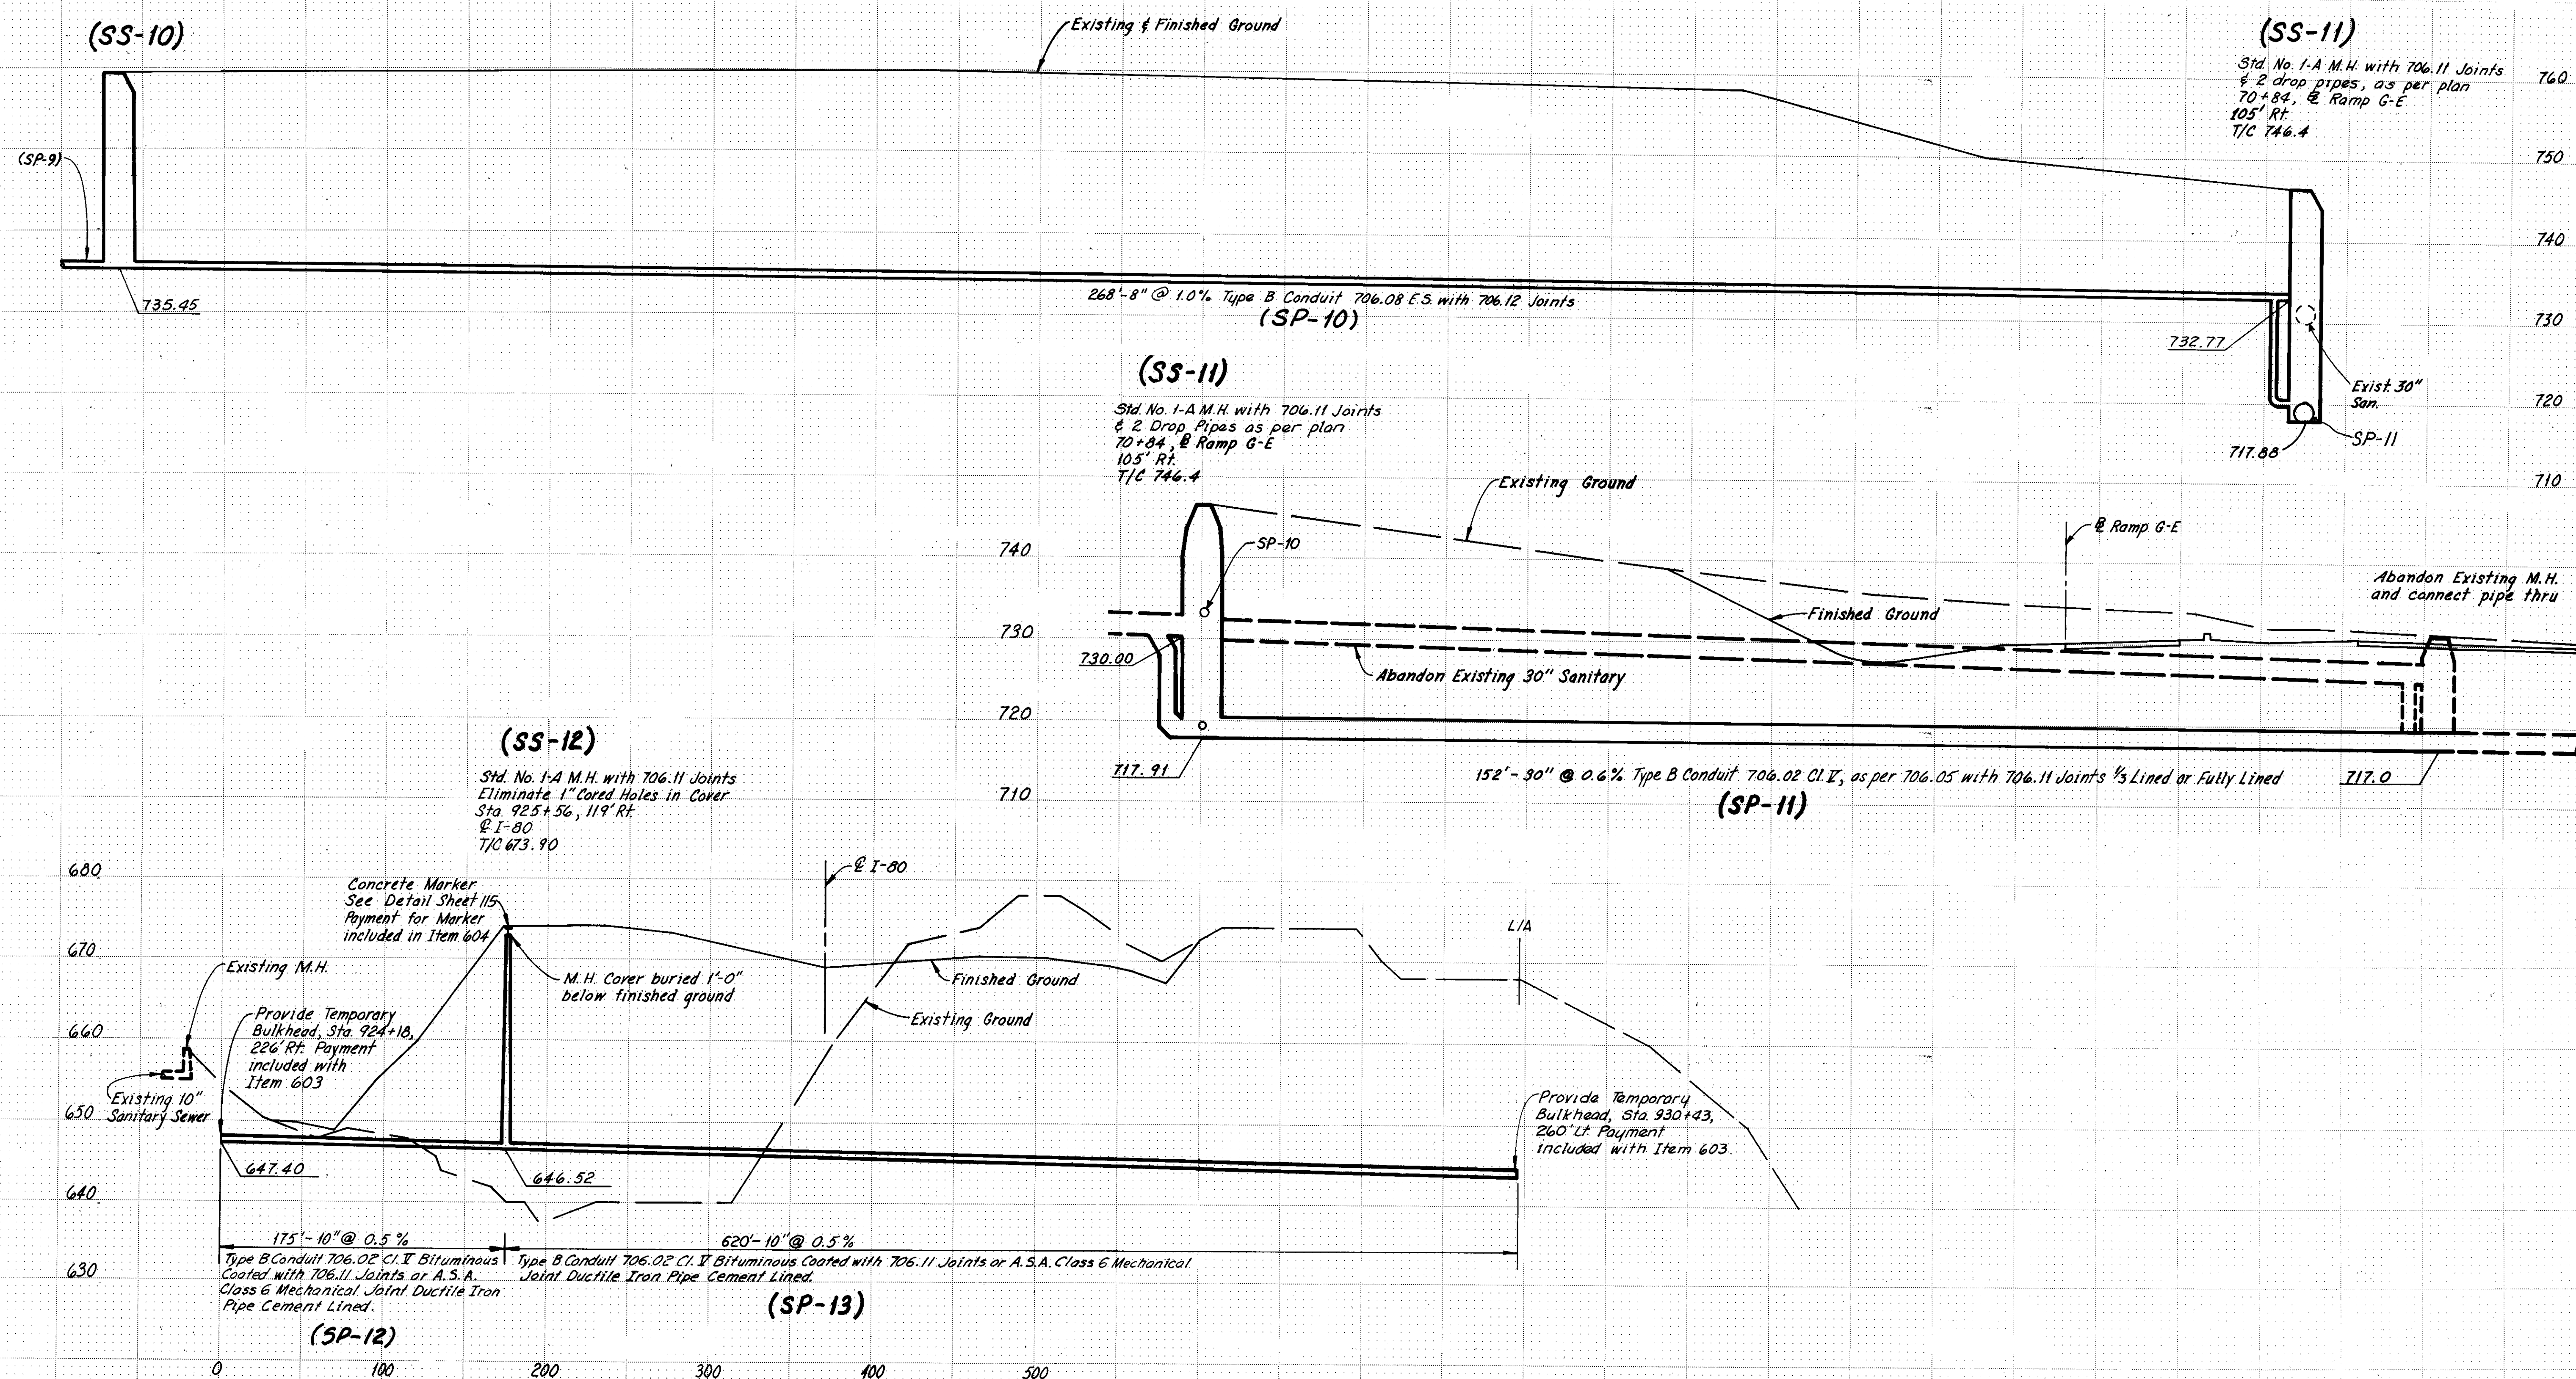 (SS-10)
Existing & Finished Ground
(SS-11)
Std. No. 1-A M.H. with 706.11 Joints
& 2 drop pipes, as per plan
70+84, ℄ Ramp G-E
105' Rt.
T/C 746.4
760
750
740
730
720
710
(SP-9)
735.45
268'-8" @ 1.0% Type B Conduit 706.08 E.S. with 706.12 Joints
(SP-10)
732.77
Exist. 30"
San.
SP-11
717.88
(SS-11)
Std. No. 1-A M.H. with 706.11 Joints
& 2 Drop Pipes as per plan
70+84, ℄ Ramp G-E
105' Rt.
T/C 746.4
Existing Ground
℄ Ramp G-E
SP-10
740
Abandon Existing M.H.
and connect pipe thru
Finished Ground
730
730.00
Abandon Existing 30" Sanitary
720
717.91
152'-30" @ 0.6% Type B Conduit 706.02 Cl. V, as per 706.05 with 706.11 Joints 1/3 Lined or Fully Lined
717.0
710
(SP-11)
(SS-12)
Std. No. 1-A M.H. with 706.11 Joints
Eliminate 1" Cored Holes in Cover
Sta. 925+56, 119' Rt.
℄ I-80
T/C 673.90
℄ I-80
680
Concrete Marker
See Detail Sheet 115
Payment for Marker
included in Item 604
L/A
670
Existing M.H.
M.H. Cover buried 1'-0"
below finished ground
Finished Ground
Provide Temporary
Bulkhead, Sta. 924+18,
226' Rt. Payment
included with
Item 603
660
Existing Ground
Existing 10"
Sanitary Sewer
650
Provide Temporary
Bulkhead, Sta. 930+43,
260' Lt. Payment
included with Item 603
647.40
646.52
640
175'-10" @ 0.5%
620'-10" @ 0.5%
Type B Conduit 706.02 Cl. V Bituminous
Coated with 706.11 Joints or A.S.A.
Class 6 Mechanical Joint Ductile Iron
Pipe Cement Lined.
Type B Conduit 706.02 Cl. V Bituminous Coated with 706.11 Joints or A.S.A. Class 6 Mechanical
Joint Ductile Iron Pipe Cement Lined.
630
(SP-13)
(SP-12)
0
100
200
300
400
500